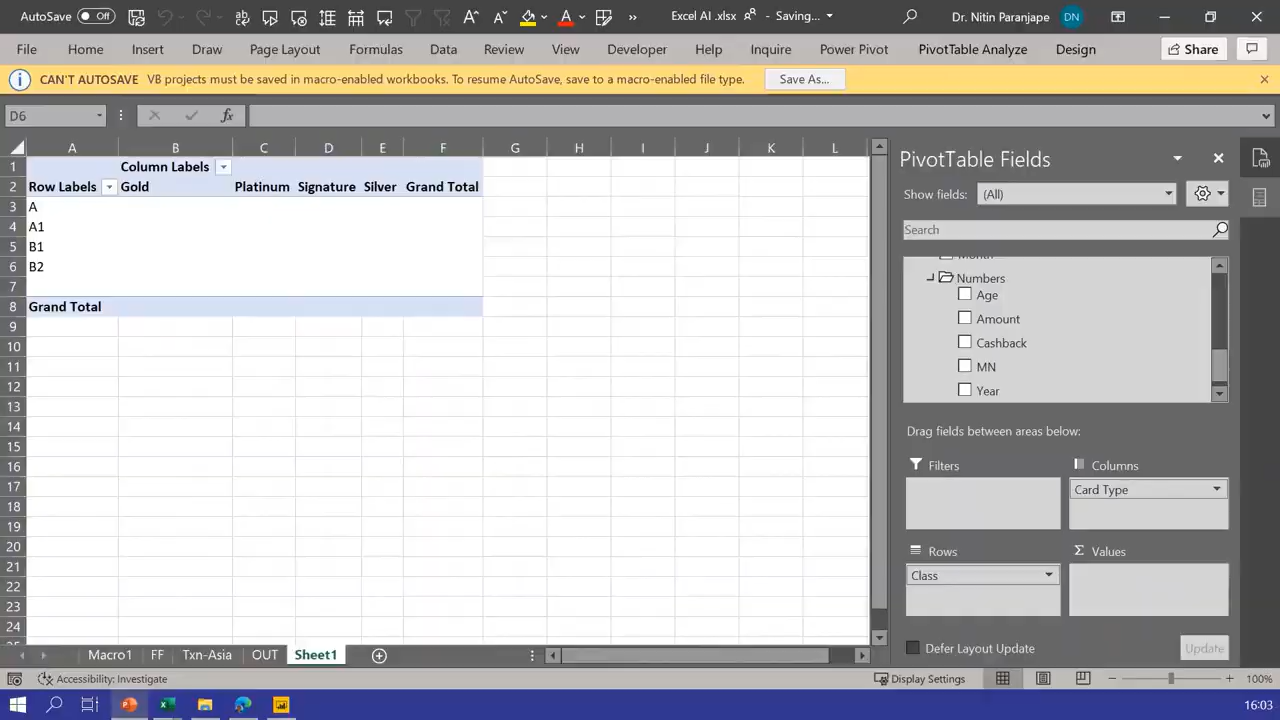 AutoSave Off Excel AI .xlsx Saving... Dr. Nitin Paranjape DN
File Home Insert Draw Page Layout Formulas Data Review View Developer Help Inquire Power Pivot PivotTable Analyze Design Share
CAN'T AUTOSAVE VB projects must be saved in macro-enabled workbooks. To resume AutoSave, save to a macro-enabled file type. Save As...
D6 fx
A B C D E F G H I J K L
1 Column Labels
2 Row Labels Gold Platinum Signature Silver Grand Total
3 A
4 A1
5 B1
6 B2
7
8 Grand Total
9
10
11
12
13
14
15
16
17
18
19
20
21
22
23
24
PivotTable Fields
Show fields: (All)
Search
Month
Numbers
Age
Amount
Cashback
MN
Year
Drag fields between areas below:
Filters Columns
Card Type
Rows Values
Class
Defer Layout Update Update
Macro1 FF Txn-Asia OUT Sheet1
Accessibility: Investigate Display Settings 100%
16:03